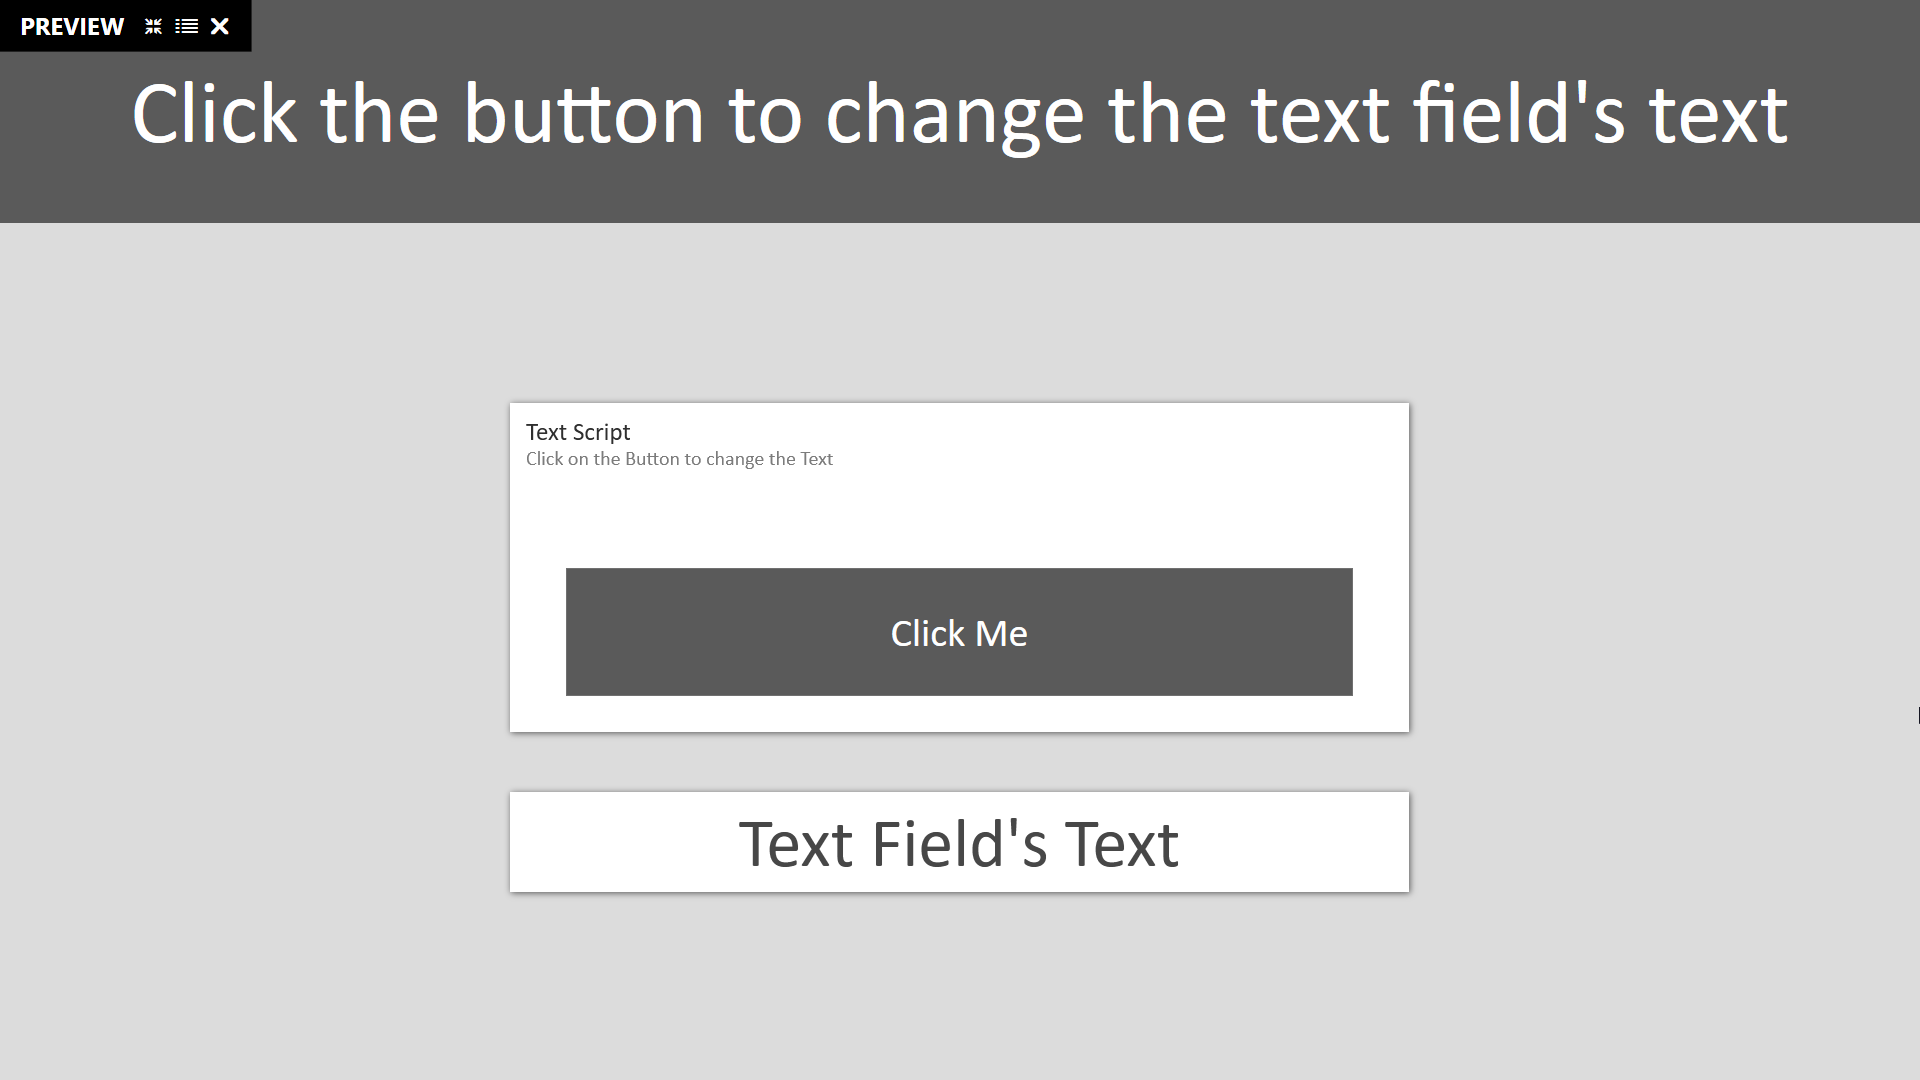 PREVIEW
Click the button to change the text field's text
Text Script
Click on the Button to change the Text
Click Me
Text Field's Text